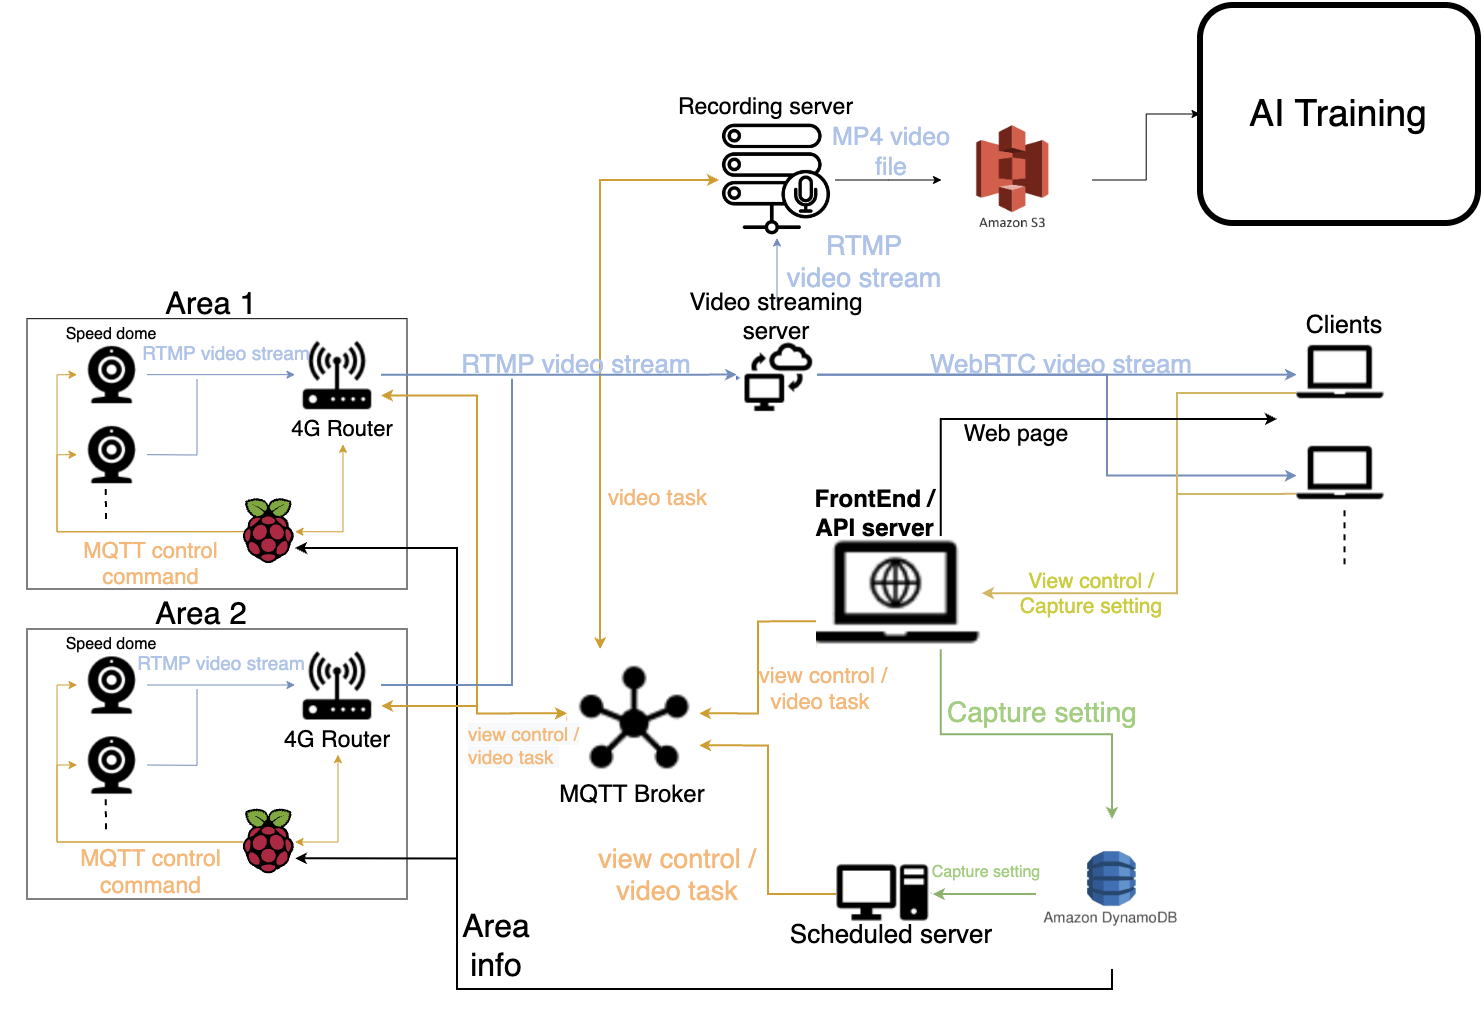 Recording server
MP4 video
file
Amazon S3
AI Training
RTMP
video stream
Video streaming
server
Area 1
Speed dome
RTMP video stream
4G Router
MQTT control
command
RTMP video stream
WebRTC video stream
Clients
Web page
video task
FrontEnd /
API server
View control /
Capture setting
Area 2
Speed dome
RTMP video stream
4G Router
MQTT control
command
view control /
video task
MQTT Broker
view control /
video task
Capture setting
view control /
video task
Scheduled server
Capture setting
Amazon DynamoDB
Area
info